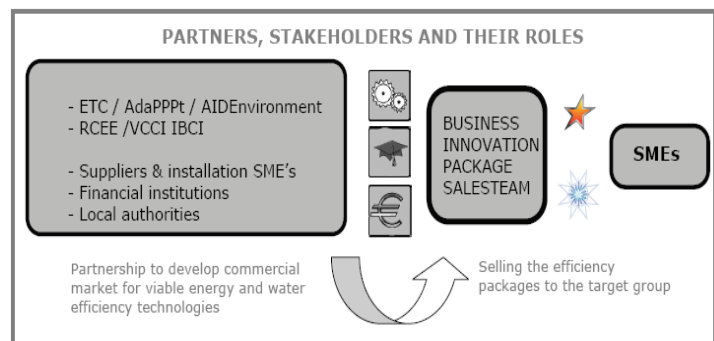 PARTNERS, STAKEHOLDERS AND THEIR ROLES
- ETC / AdaPPPt / AIDEnvironment
- RCEE /VCCI IBCI
- Suppliers & installation SME's
- Financial institutions
- Local authorities
€
BUSINESS
INNOVATION
PACKAGE
SALESTEAM
SMEs
Partnership to develop commercial
market for viable energy and water
efficiency technologies
Selling the efficiency
packages to the target group